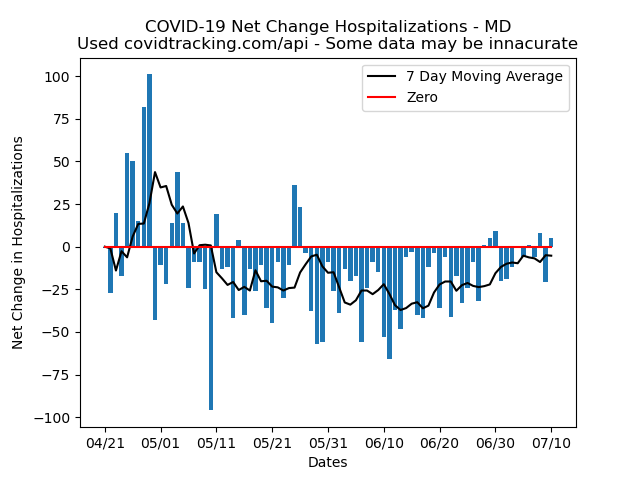 COVID-19 Net Change Hospitalizations - MD
Used covidtracking.com/api - Some data may be innacurate
7 Day Moving Average
Zero
Net Change in Hospitalizations
100
75
50
25
0
−25
−50
−75
−100
04/21 05/01 05/11 05/21 05/31 06/10 06/20 06/30 07/10
Dates